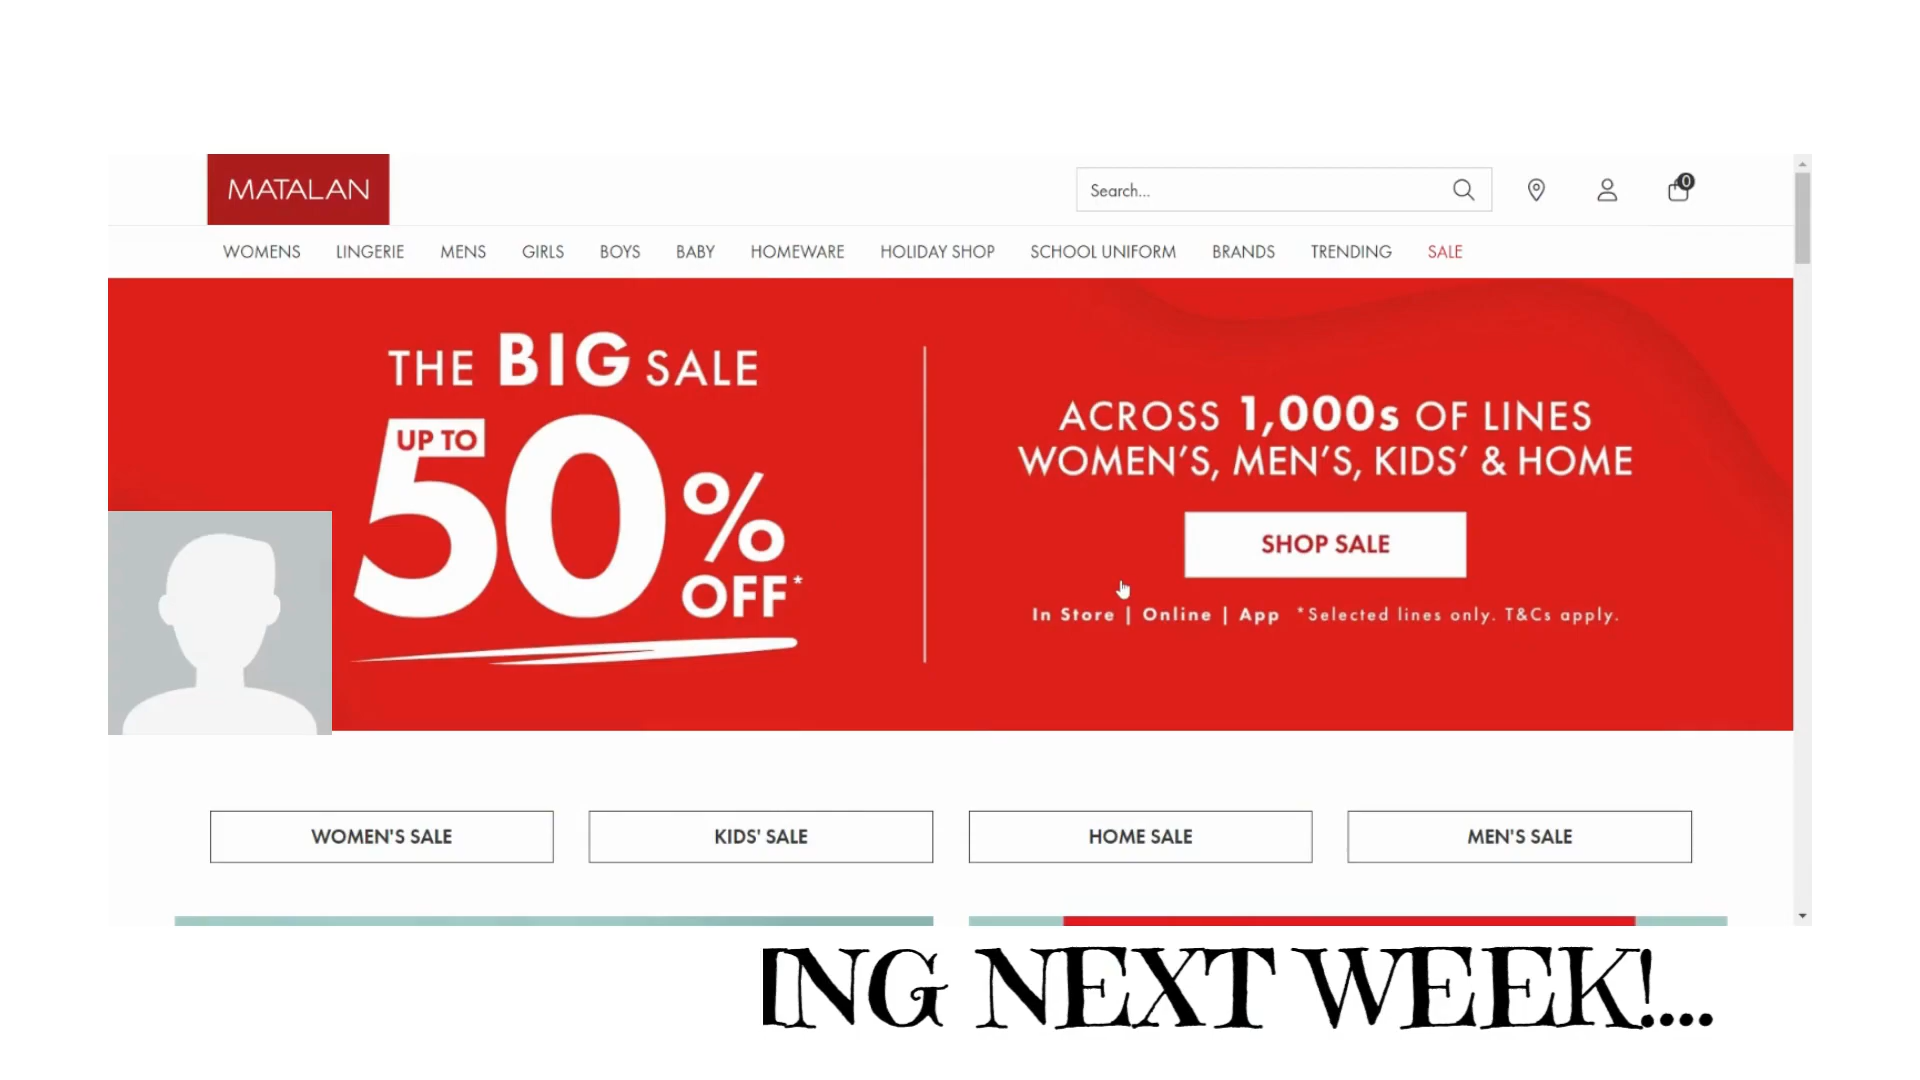 MATALAN
Search...
0
WOMENS LINGERIE MENS GIRLS BOYS BABY HOMEWARE HOLIDAY SHOP SCHOOL UNIFORM BRANDS TRENDING SALE
THE BIG SALE
UP TO
50% OFF*
ACROSS 1,000s OF LINES
WOMEN'S, MEN'S, KIDS' & HOME
SHOP SALE
In Store | Online | App *Selected lines only. T&Cs apply.
WOMEN'S SALE KIDS' SALE HOME SALE MEN'S SALE
ING NEXT WEEK!....